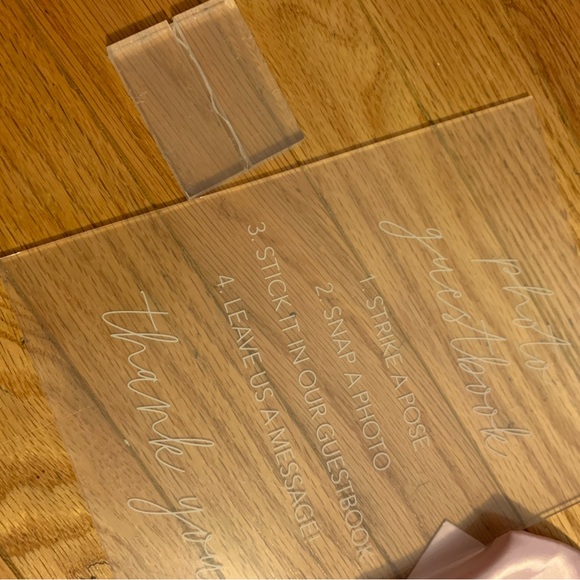 photo
guestbook
1. STRIKE A POSE
2. SNAP A PHOTO
3. STICK IT IN OUR GUESTBOOK
4. LEAVE US A MESSAGE!
thank you